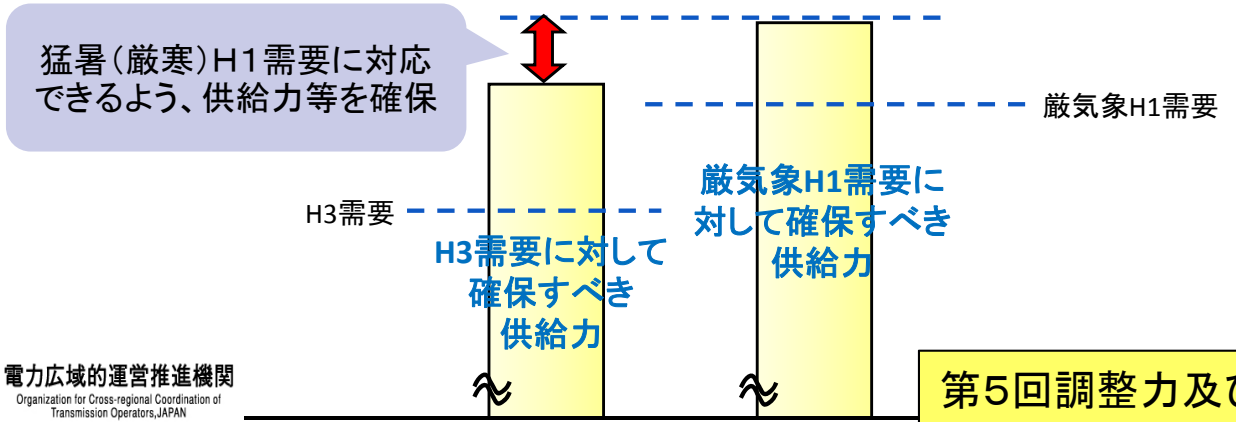 猛暑（厳寒）Ｈ１需要に対応
できるよう、供給力等を確保
厳気象H1需要
H3需要
厳気象H1需要に
対して確保すべき
供給力
H3需要に対して
確保すべき
供給力
電力広域的運営推進機関
Organization for Cross-regional Coordination of
Transmission Operators,JAPAN
第５回調整力及び